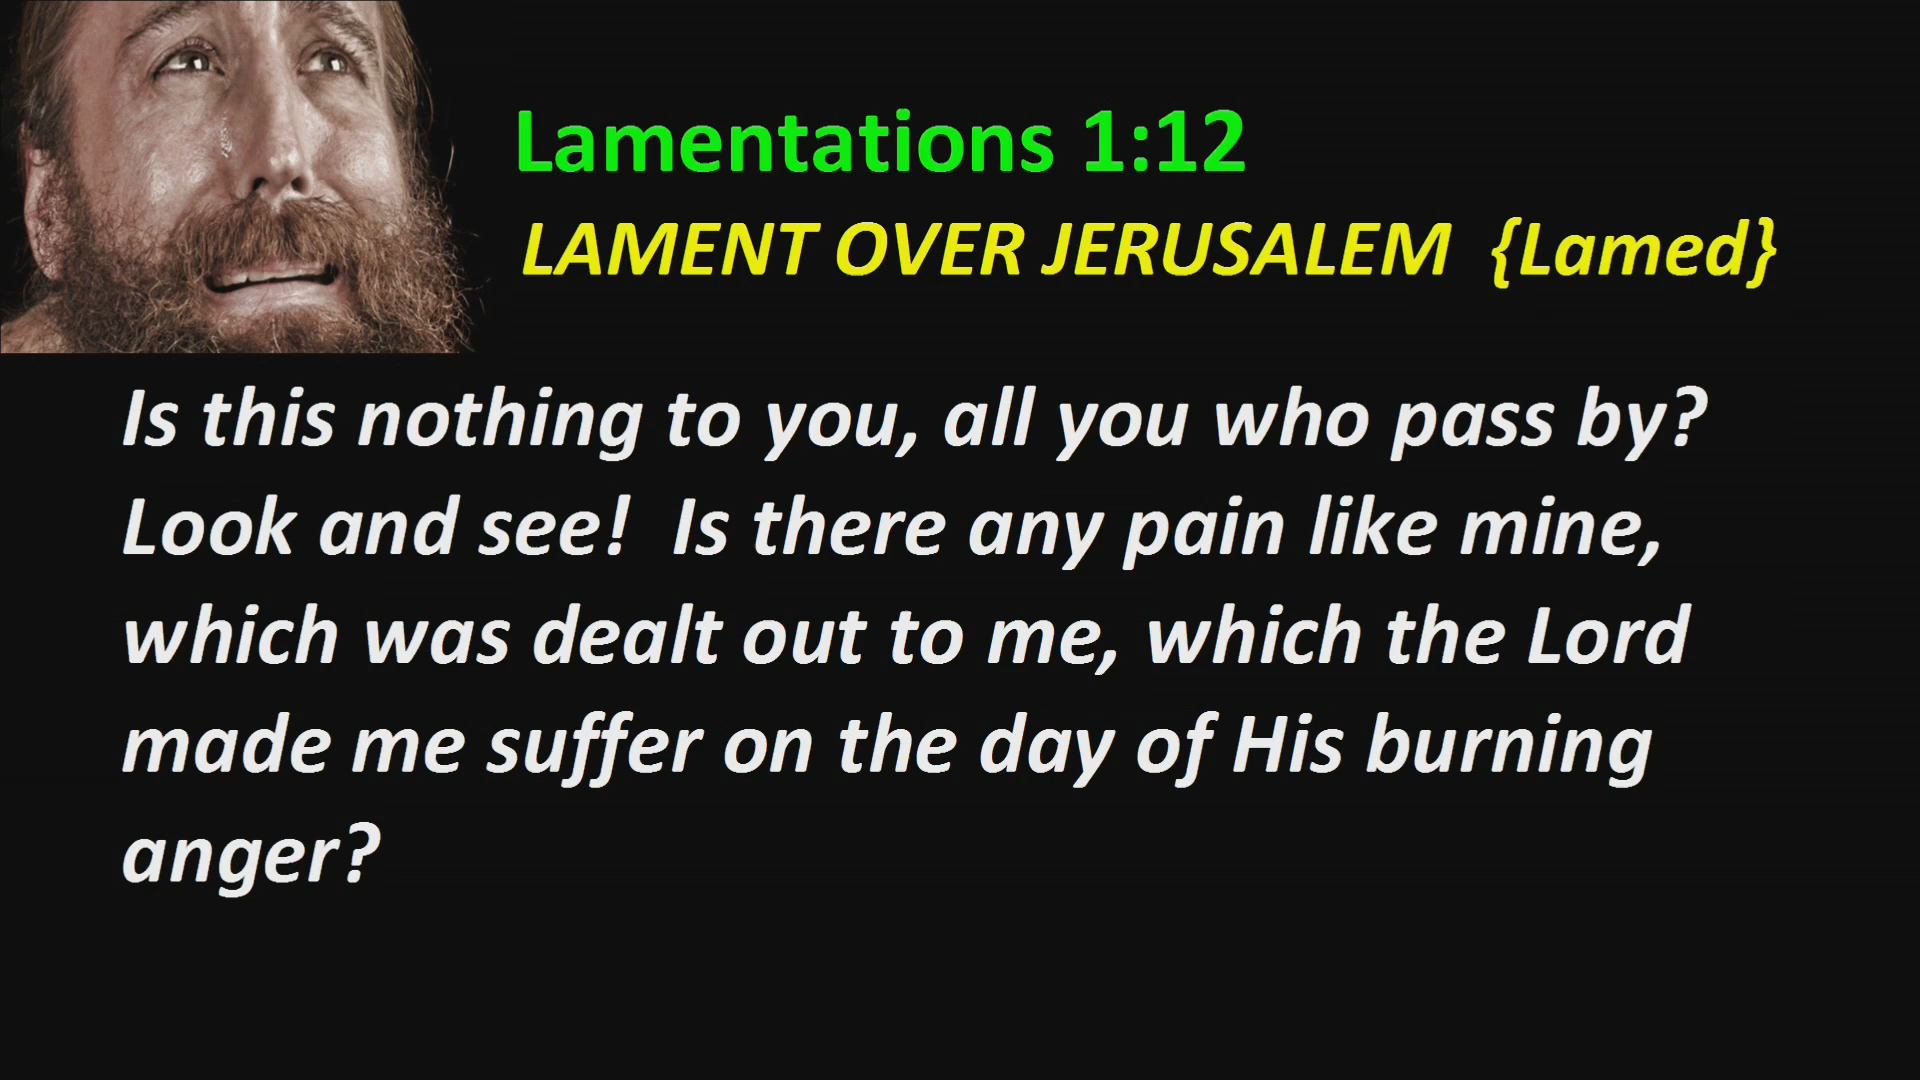 Lamentations 1:12
LAMENT OVER JERUSALEM {Lamed}
Is this nothing to you, all you who pass by?
Look and see! Is there any pain like mine,
which was dealt out to me, which the Lord
made me suffer on the day of His burning
anger?